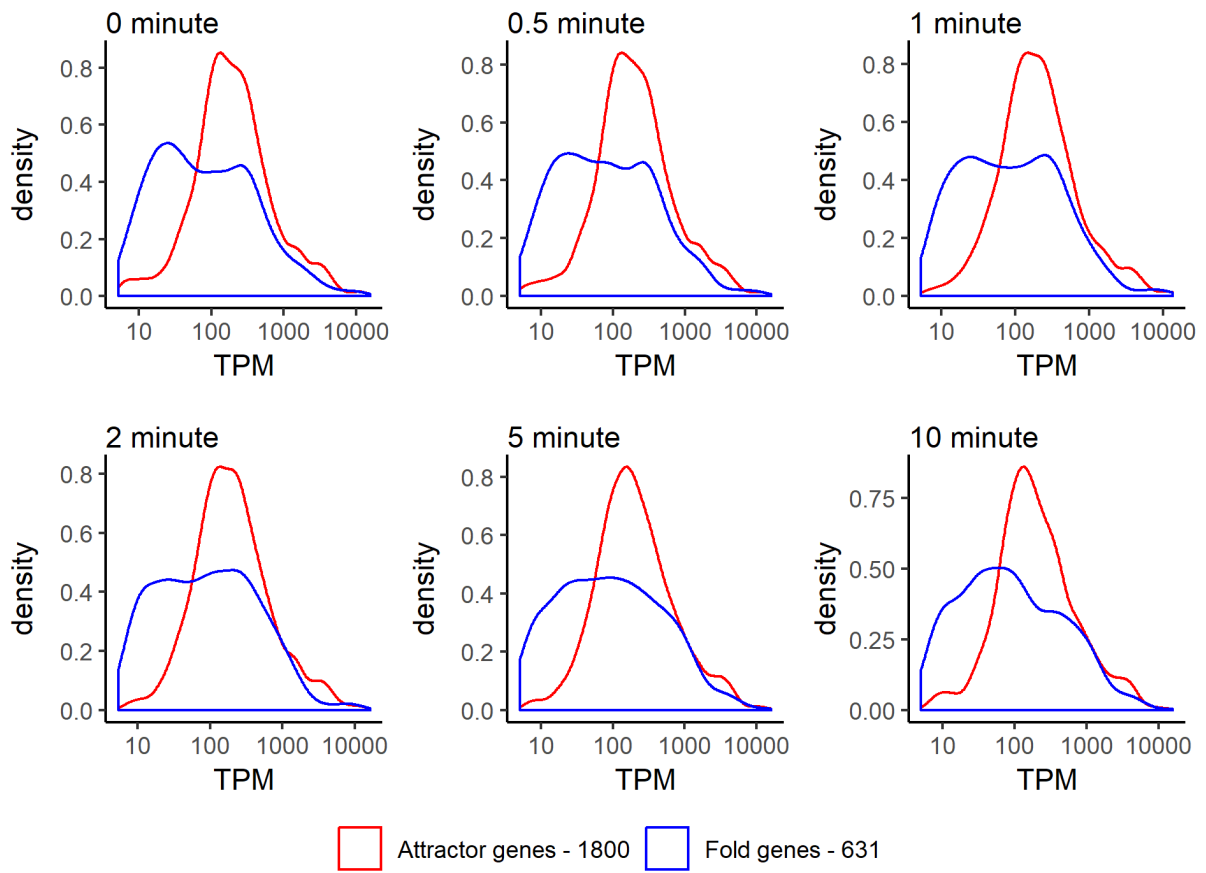 0 minute
0.5 minute
1 minute
density
0.8
0.6
0.4
0.2
0.0
10 100 1000 10000
TPM
density
0.8
0.6
0.4
0.2
0.0
10 100 1000 10000
TPM
density
0.8
0.6
0.4
0.2
0.0
10 100 1000 10000
TPM
2 minute
5 minute
10 minute
density
0.8
0.6
0.4
0.2
0.0
10 100 1000 10000
TPM
density
0.8
0.6
0.4
0.2
0.0
10 100 1000 10000
TPM
density
0.75
0.50
0.25
0.00
10 100 1000 10000
TPM
Attractor genes - 1800 Fold genes - 631